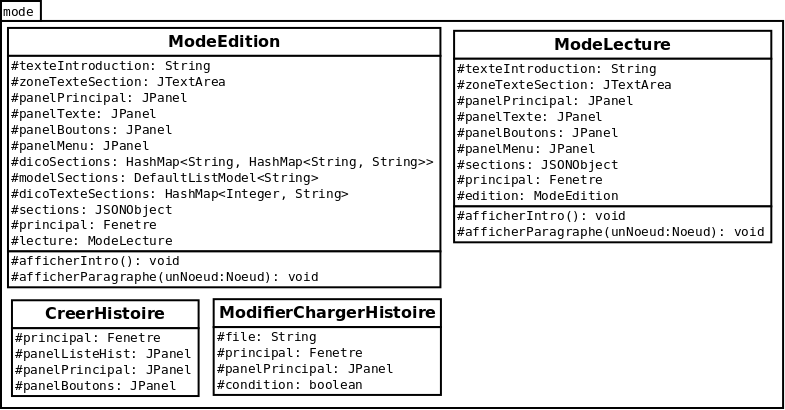 mode
ModeEdition
#texteIntroduction: String
#zoneTexteSection: JTextArea
#panelPrincipal: JPanel
#panelTexte: JPanel
#panelBoutons: JPanel
#panelMenu: JPanel
#dicoSections: HashMap<String, HashMap<String, String>>
#modelSections: DefaultListModel<String>
#dicoTexteSections: HashMap<Integer, String>
#sections: JSONObject
#principal: Fenetre
#lecture: ModeLecture
#afficherIntro(): void
#afficherParagraphe(unNoeud:Noeud): void
ModeLecture
#texteIntroduction: String
#zoneTexteSection: JTextArea
#panelPrincipal: JPanel
#panelTexte: JPanel
#panelBoutons: JPanel
#panelMenu: JPanel
#sections: JSONObject
#principal: Fenetre
#edition: ModeEdition
#afficherIntro(): void
#afficherParagraphe(unNoeud:Noeud): void
CreerHistoire
#principal: Fenetre
#panelListeHist: JPanel
#panelPrincipal: JPanel
#panelBoutons: JPanel
ModifierChargerHistoire
#file: String
#principal: Fenetre
#panelPrincipal: JPanel
#condition: boolean